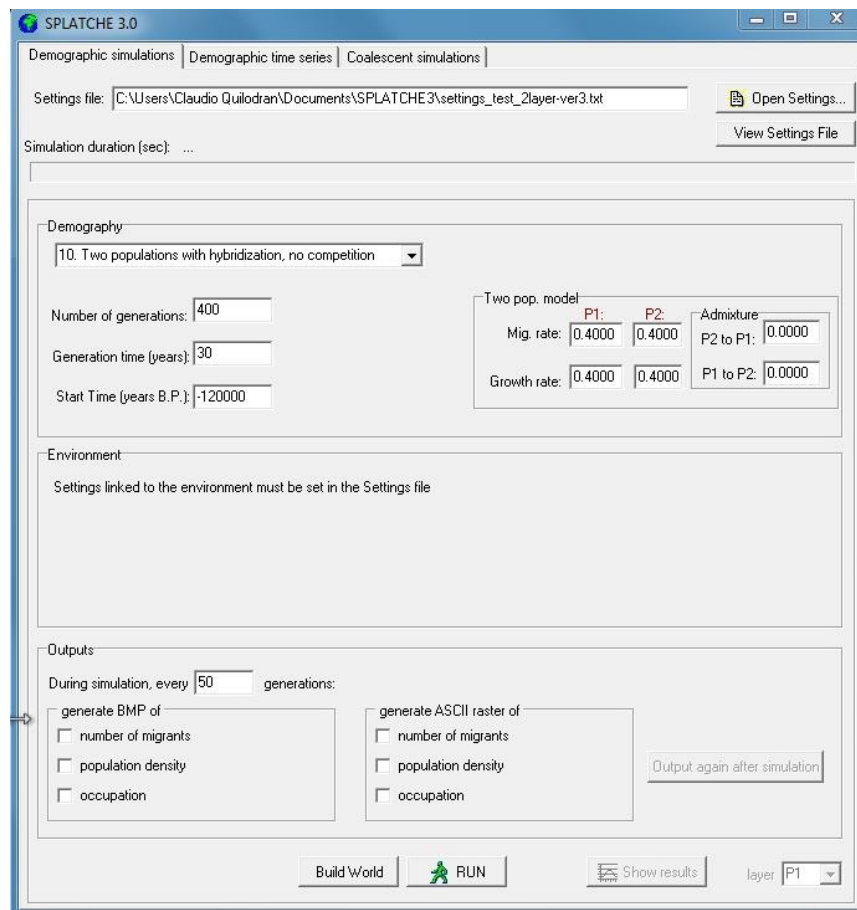 SPLATCHE 3.0
Demographic simulations Demographic time series Coalescent simulations
Settings file: C:\Users\Claudio Quilodran\Documents\SPLATCHE3\settings_test_2layer-ver3.txt Open Settings...
View Settings File
Simulation duration (sec): ...
Demography
10. Two populations with hybridization, no competition
Number of generations: 400
Generation time (years): 30
Start Time (years B.P.): -120000
Two pop. model
P1: P2:
Mig. rate: 0.4000 0.4000
Growth rate: 0.4000 0.4000
Admixture
P2 to P1: 0.0000
P1 to P2: 0.0000
Environment
Settings linked to the environment must be set in the Settings file
Outputs
During simulation, every 50 generations:
generate BMP of
number of migrants
population density
occupation
generate ASCII raster of
number of migrants
population density
occupation
Output again after simulation
Build World RUN Show results layer P1